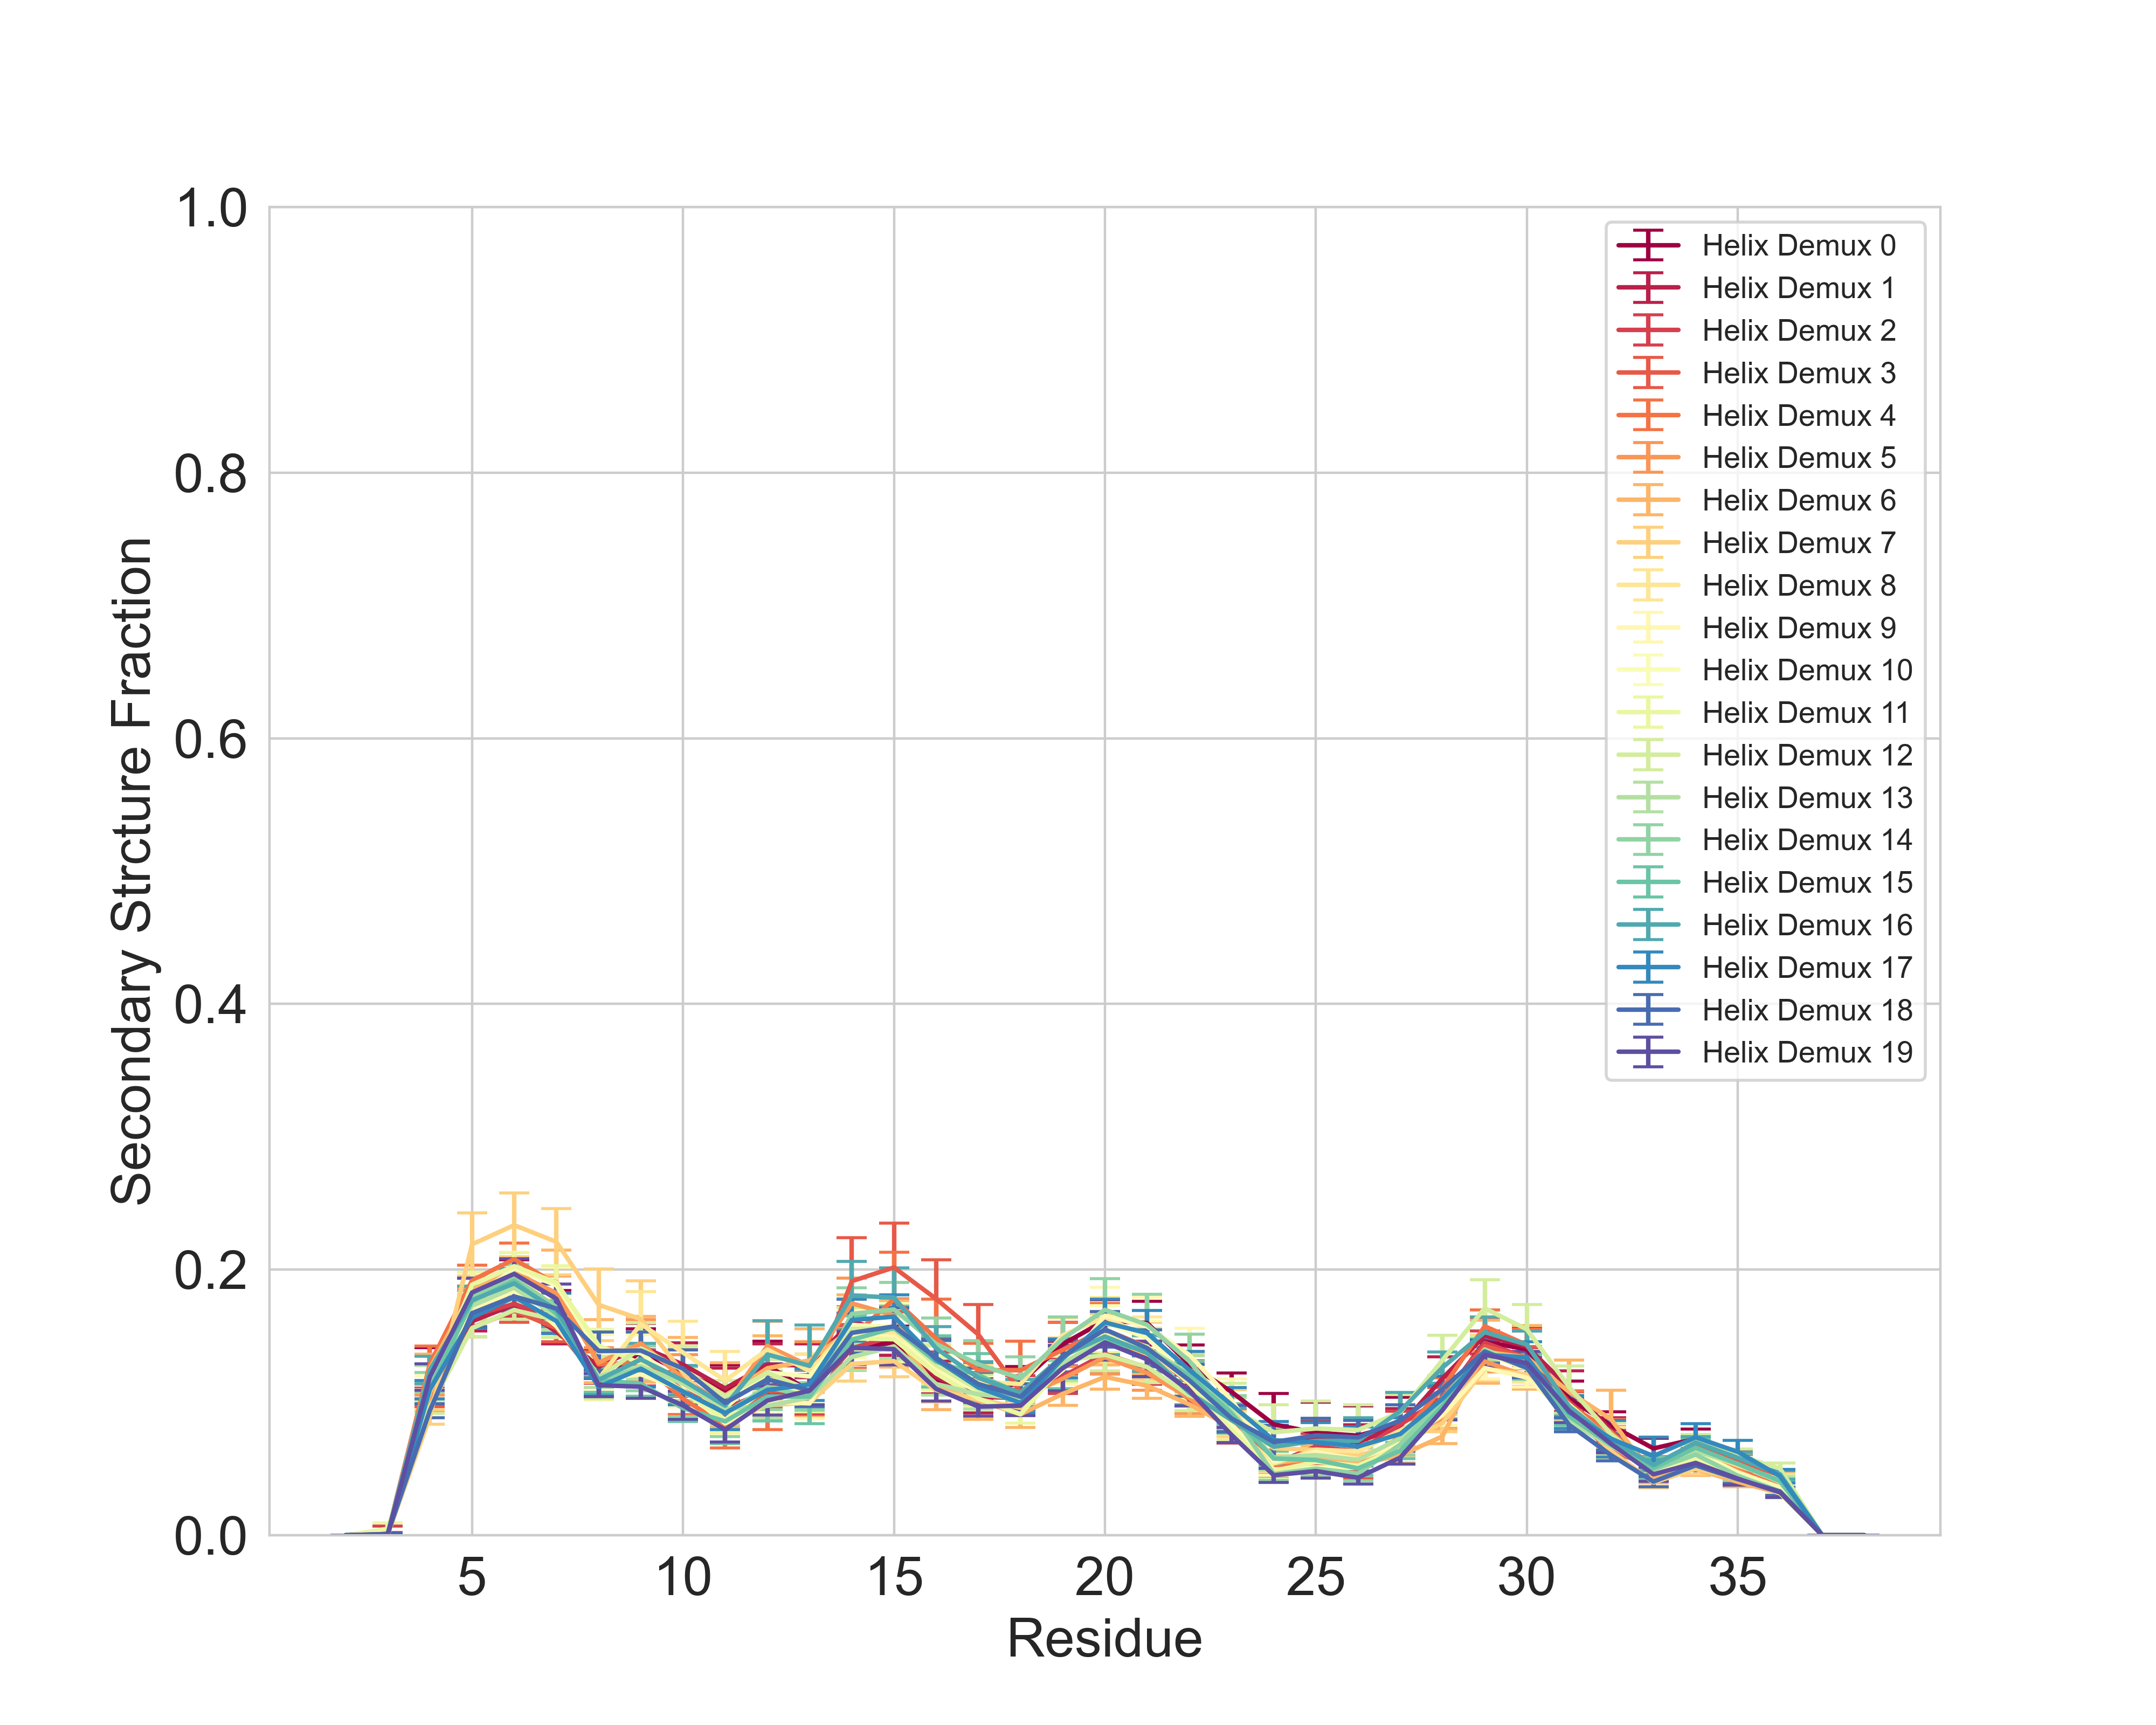 1.0
0.8
0.6
0.4
0.2
0.0
Secondary Strcture Fraction
5 10 15 20 25 30 35
Residue
Helix Demux 0
Helix Demux 1
Helix Demux 2
Helix Demux 3
Helix Demux 4
Helix Demux 5
Helix Demux 6
Helix Demux 7
Helix Demux 8
Helix Demux 9
Helix Demux 10
Helix Demux 11
Helix Demux 12
Helix Demux 13
Helix Demux 14
Helix Demux 15
Helix Demux 16
Helix Demux 17
Helix Demux 18
Helix Demux 19